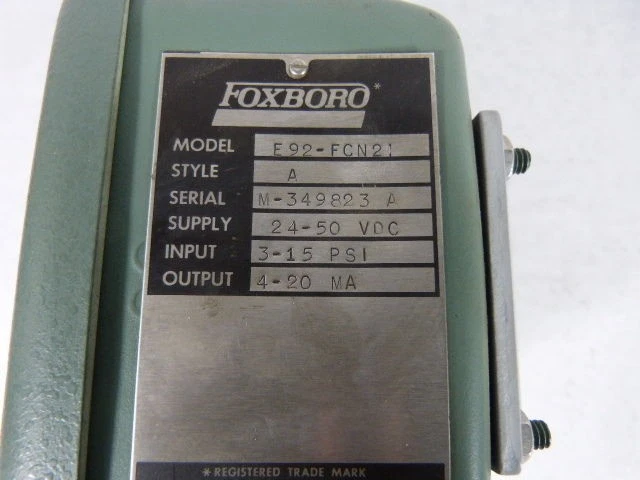 FOXBORO*
MODEL E92-FCN21
STYLE A
SERIAL M-349823 A
SUPPLY 24-50 VDC
INPUT 3-15 PSI
OUTPUT 4-20 MA
*REGISTERED TRADE MARK